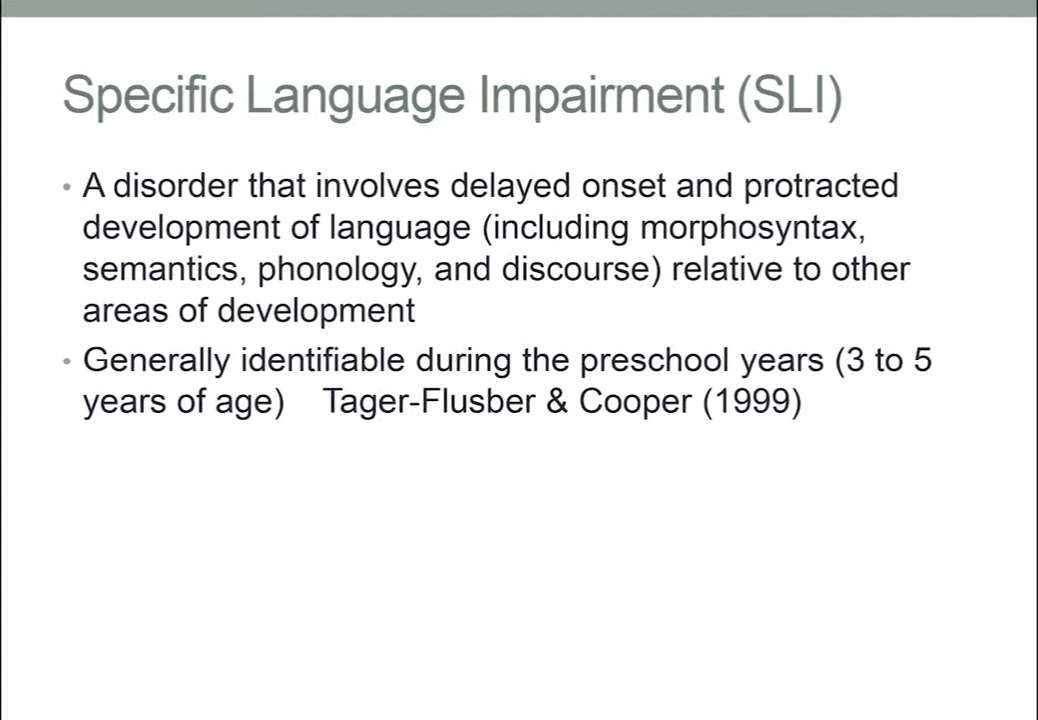 Specific Language Impairment (SLI)
• A disorder that involves delayed onset and protracted
development of language (including morphosyntax,
semantics, phonology, and discourse) relative to other
areas of development
• Generally identifiable during the preschool years (3 to 5
years of age) Tager-Flusber & Cooper (1999)